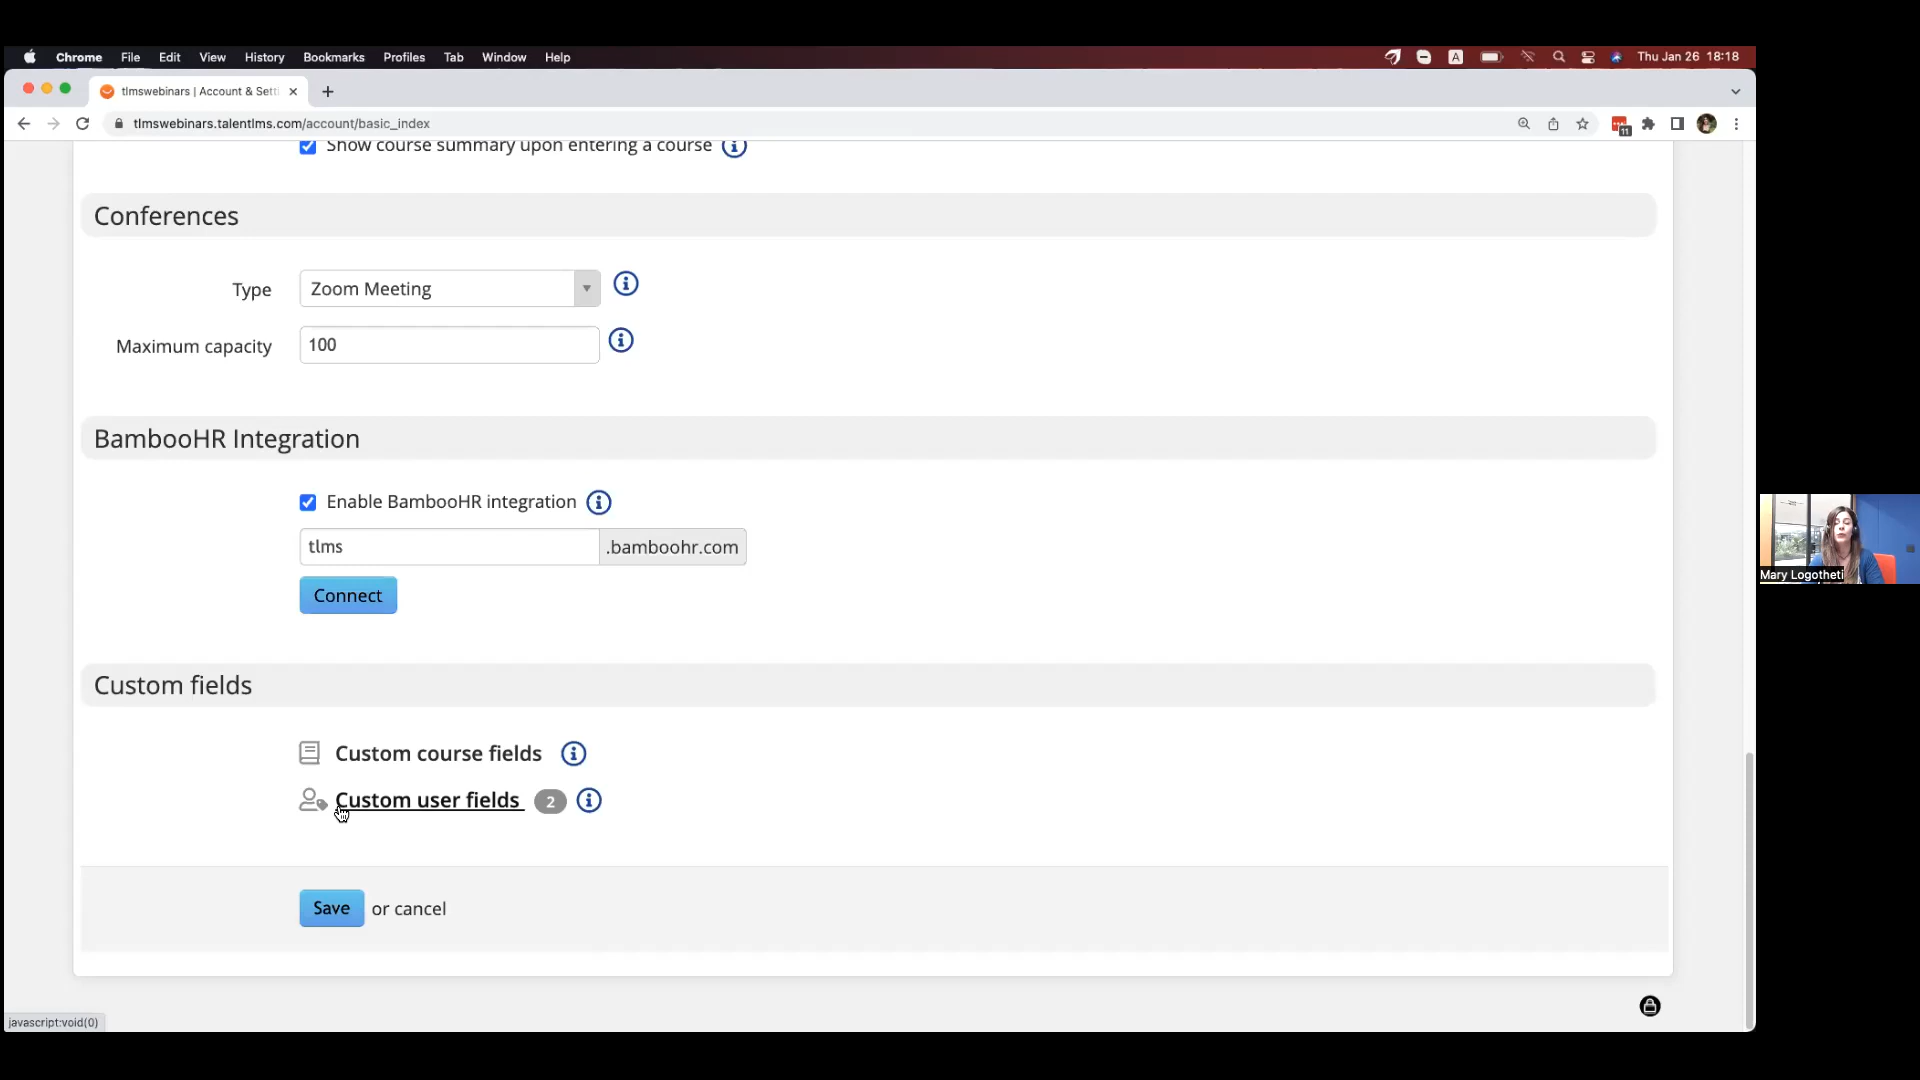 Chrome File Edit View History Bookmarks Profiles Tab Window Help
A
Thu Jan 26 18:18
tlmswebinars | Account & Setti
tlmswebinars.talentlms.com/account/basic_index
11
Show course summary upon entering a course
Conferences
Type Zoom Meeting
Maximum capacity 100
BambooHR Integration
Enable BambooHR integration
tlms .bamboohr.com
Connect
Mary Logotheti
Custom fields
Custom course fields
Custom user fields 2
Save or cancel
javascript:void(0)